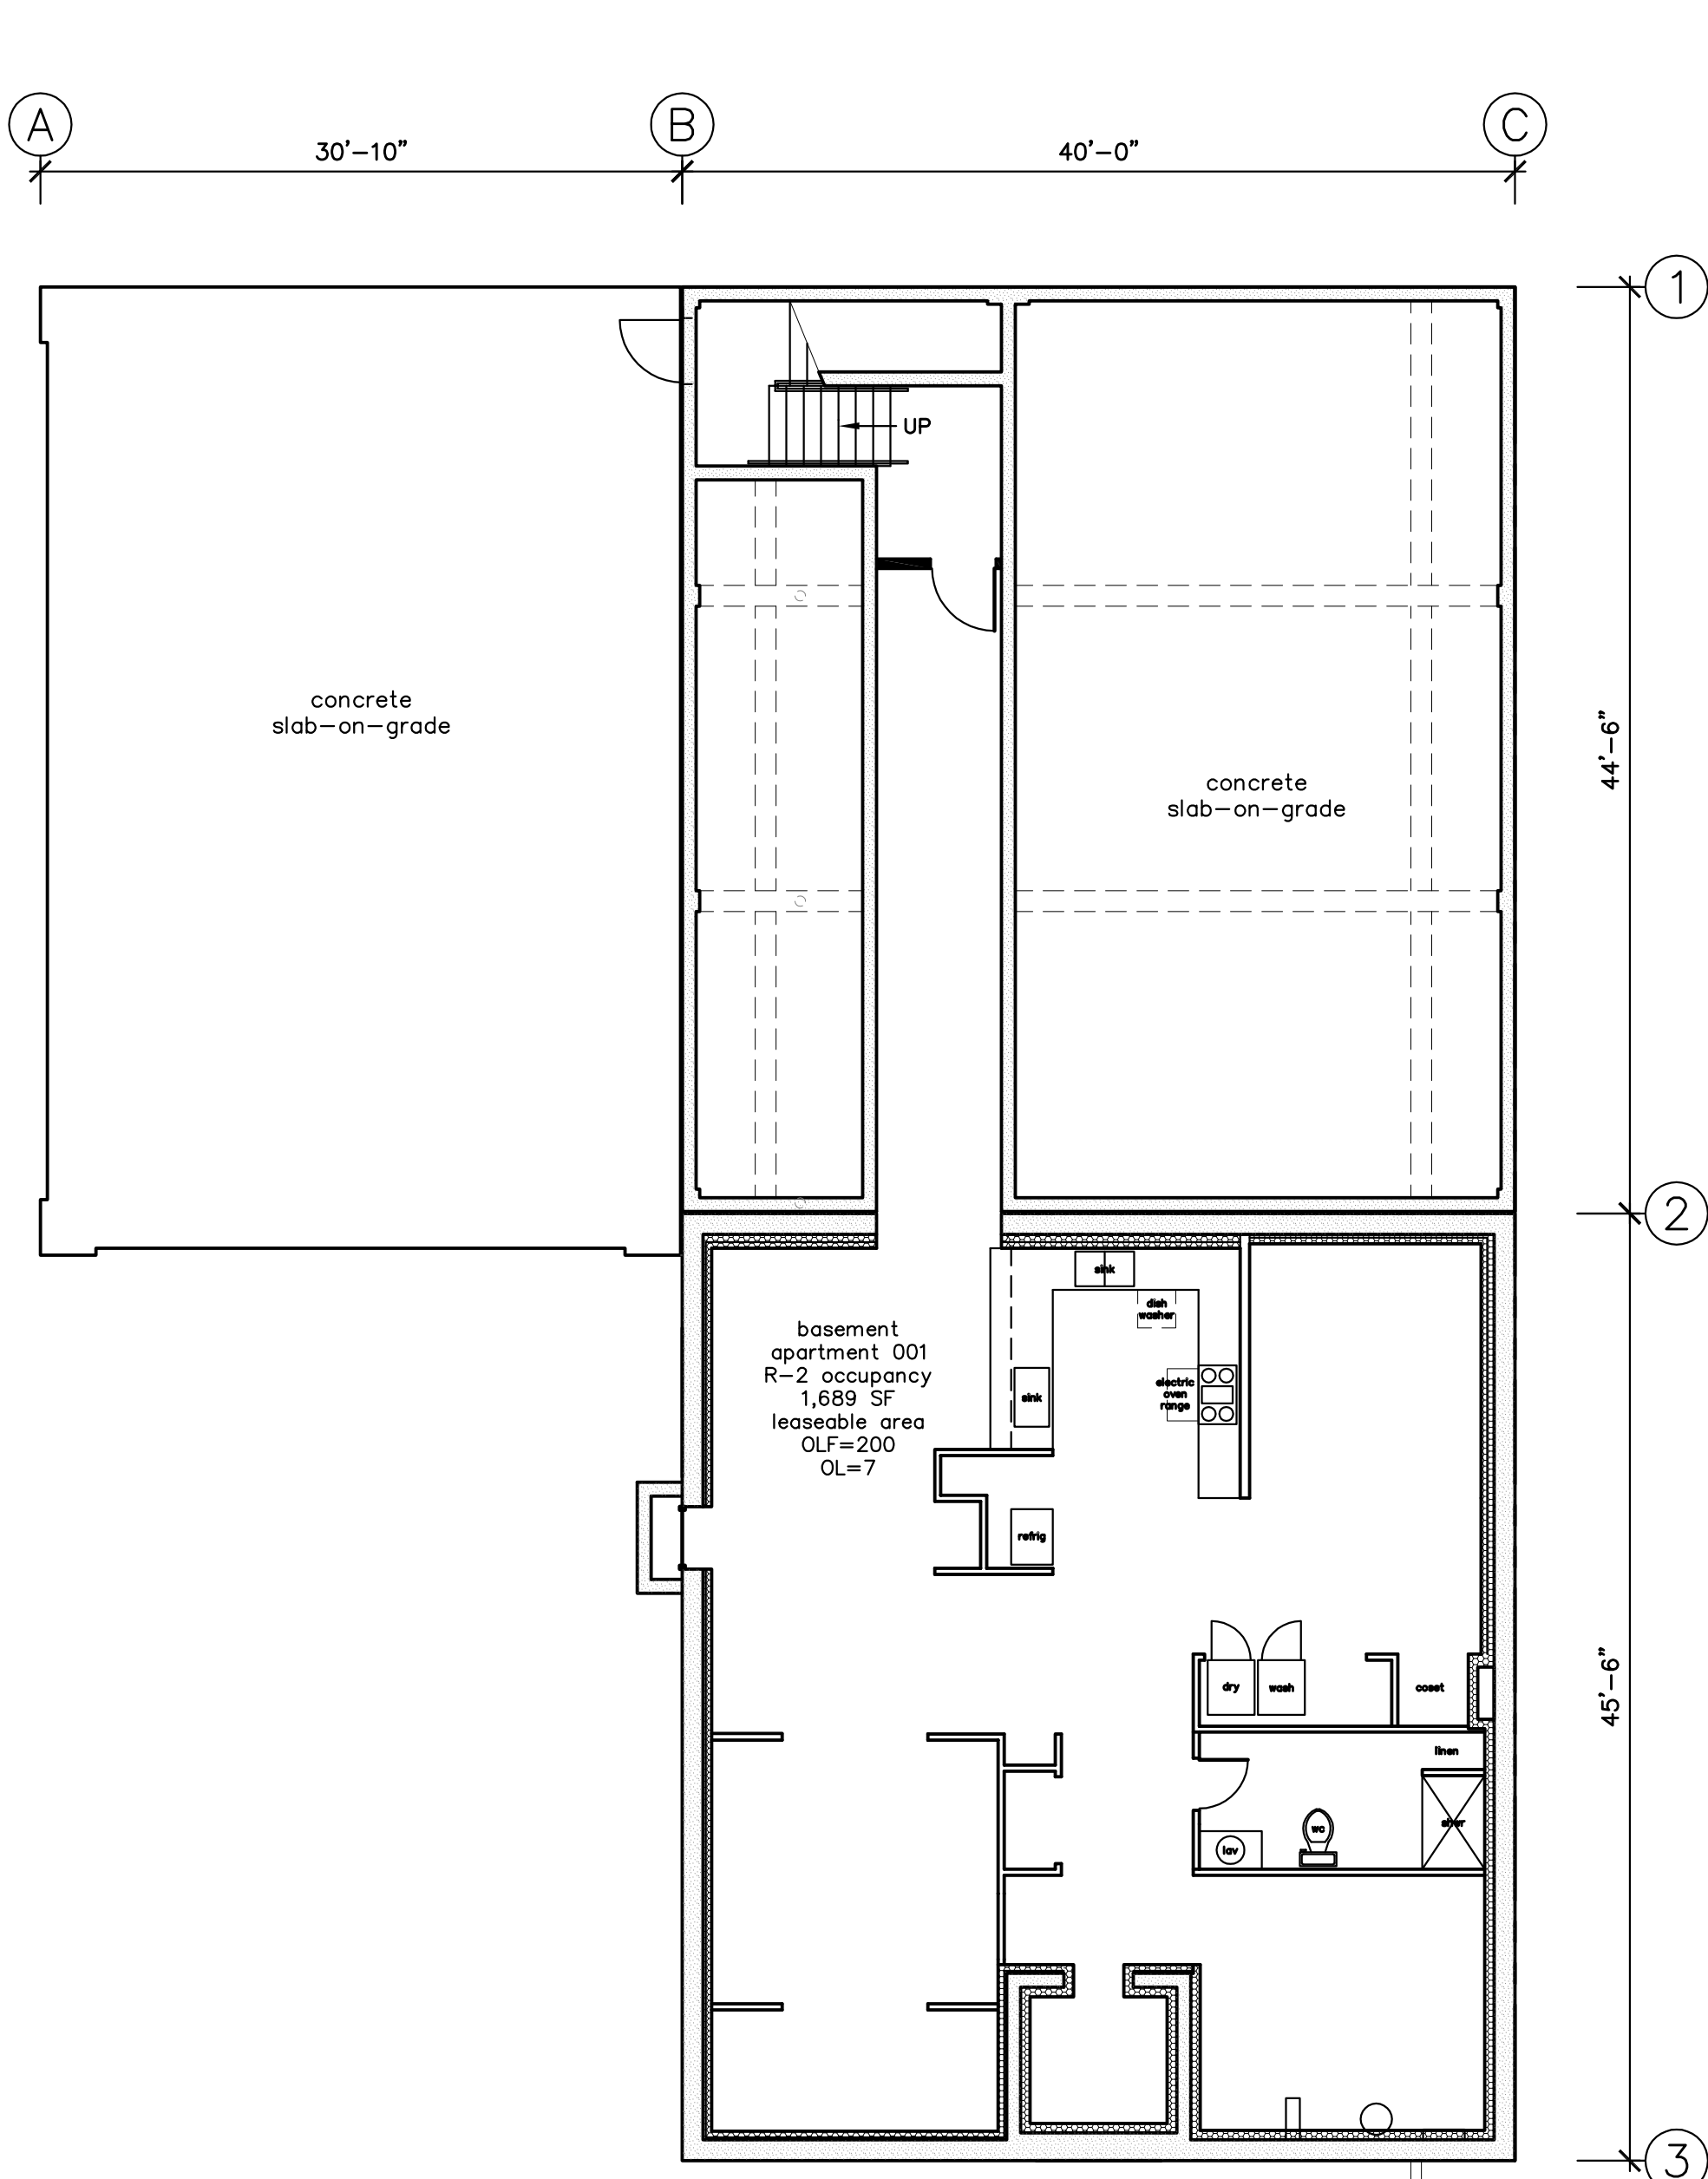 A
B
C
30'-10"
40'-0"
1
UP
concrete
slab-on-grade
44'-6"
concrete
slab-on-grade
2
sink
dish
washer
basement
apartment 001
R-2 occupancy
1,689 SF
leaseable area
OLF=200
OL=7
electric
oven
range
sink
refrig
dry
wash
coset
45'-6"
linen
wc
shwr
lav
3